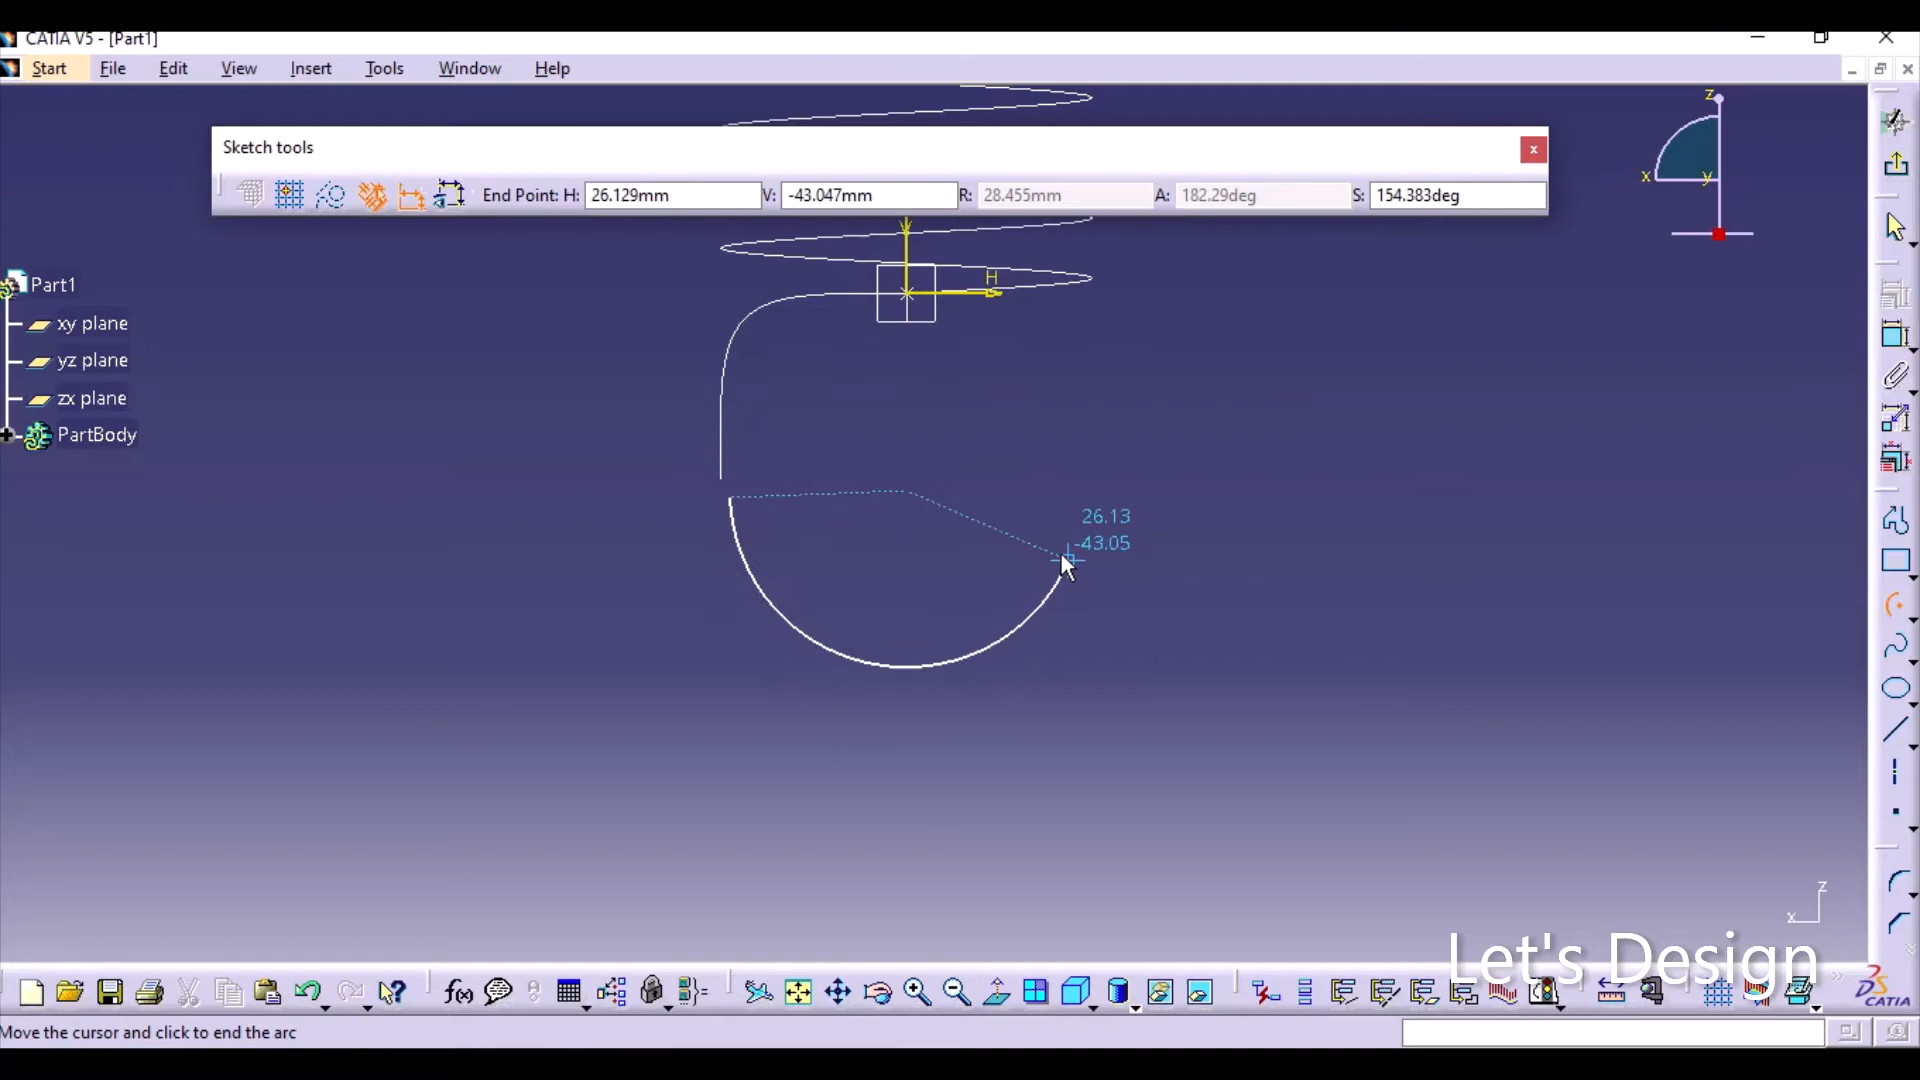 CATIA V5 - [Part1]
Start File Edit View Insert Tools Window Help
Sketch tools
End Point: H: 26.129mm V: -43.047mm R: 28.455mm A: 182.29deg S: 154.383deg
z
x y
V
H
Part1
xy plane
yz plane
zx plane
PartBody
26.13
-43.05
z
x
Let's Design
f(x)
CATIA
Move the cursor and click to end the arc